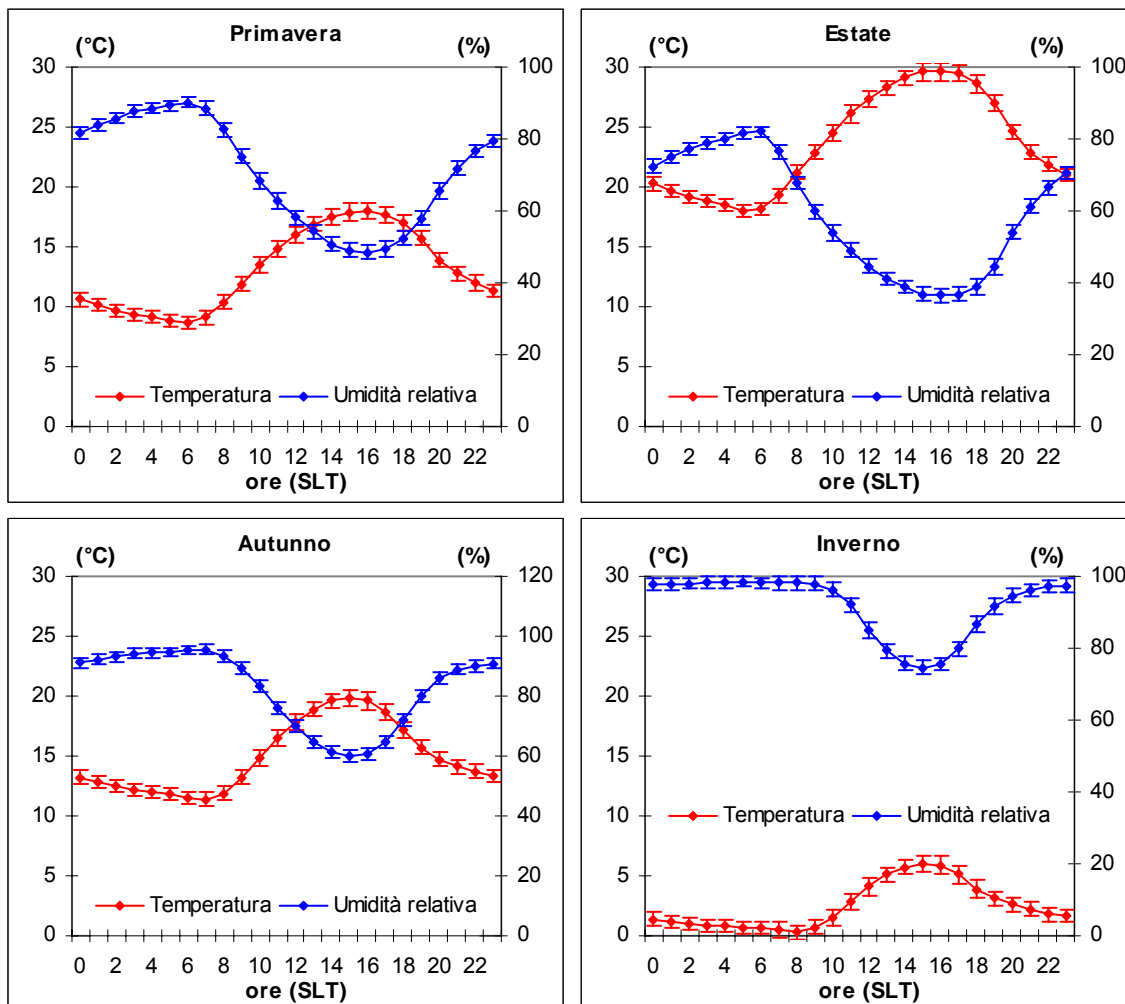 Primavera
(°C) (%)
30 100
25 80
20 60
15
10 40
5 20
0 0
Temperatura Umidità relativa
0 2 4 6 8 10 12 14 16 18 20 22
ore (SLT)
Estate
(°C) (%)
30 100
25 80
20 60
15
10 40
5 20
0 0
Temperatura Umidità relativa
0 2 4 6 8 10 12 14 16 18 20 22
ore (SLT)
Autunno
(°C) (%)
30 120
25 100
20 80
15 60
10 40
5 20
0 0
Temperatura Umidità relativa
0 2 4 6 8 10 12 14 16 18 20 22
ore (SLT)
Inverno
(°C) (%)
30 100
25 80
20 60
15
10 40
5 20
0 0
Temperatura Umidità relativa
0 2 4 6 8 10 12 14 16 18 20 22
ore (SLT)